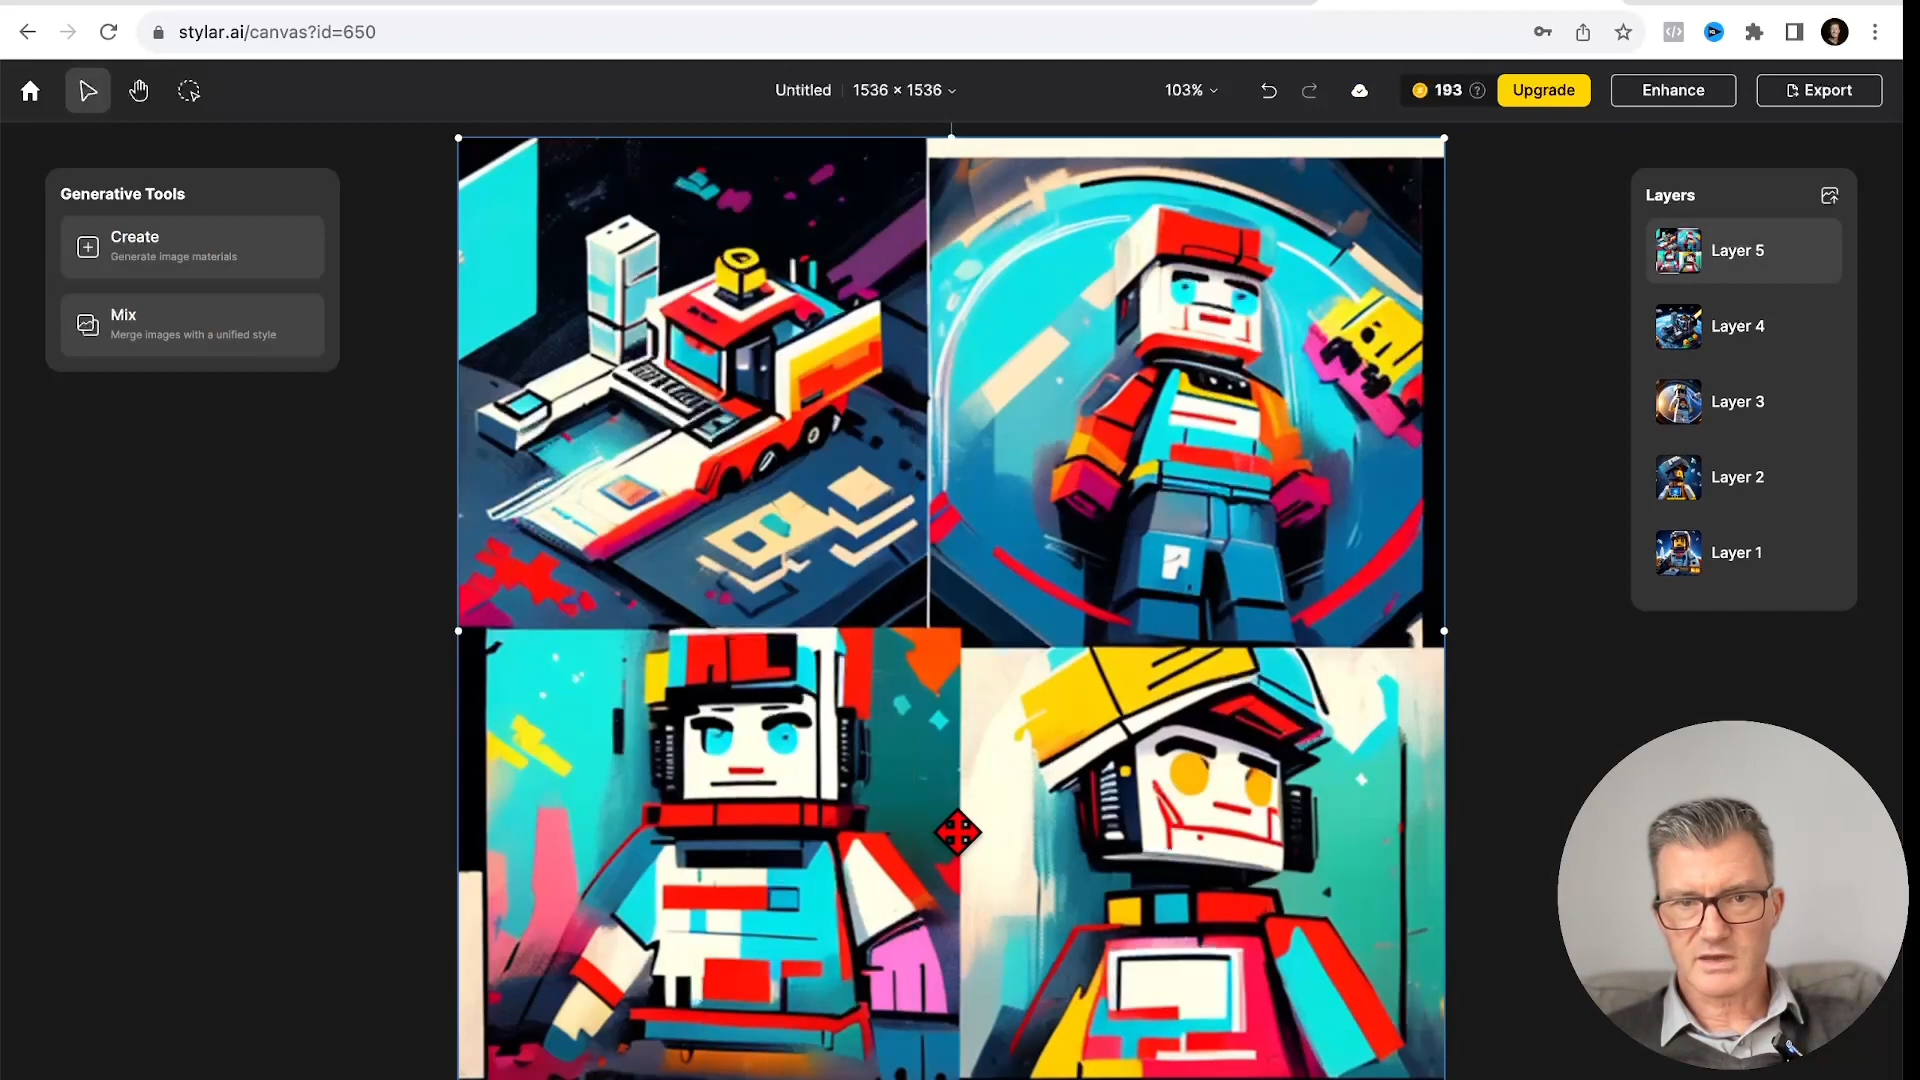 stylar.ai/canvas?id=650
Untitled
1536 × 1536
103%
193
Upgrade
Enhance
Export
Generative Tools
Create
Generate image materials
Mix
Merge images with a unified style
Layers
Layer 5
Layer 4
Layer 3
Layer 2
Layer 1